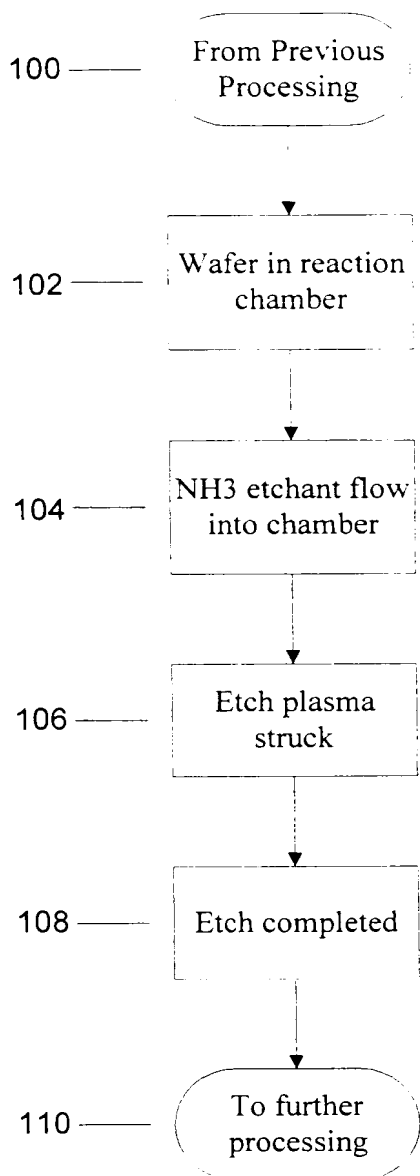 100
From Previous
Processing
102
Wafer in reaction
chamber
104
NH3 etchant flow
into chamber
106
Etch plasma
struck
108
Etch completed
110
To further
processing